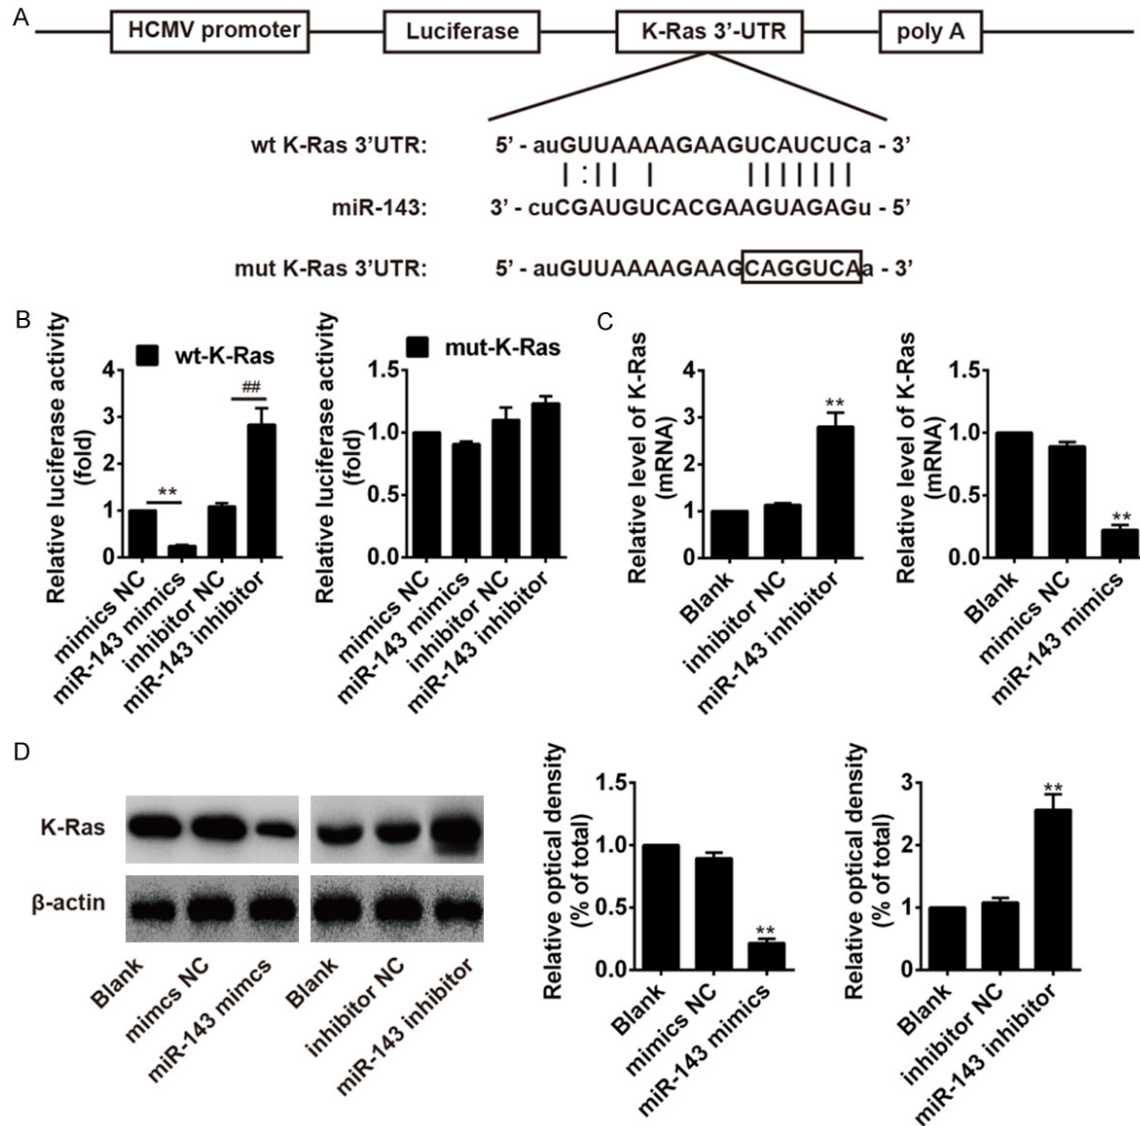 A
HCMV promoter
Luciferase
K-Ras 3’-UTR
poly A
wt K-Ras 3’UTR: 5’ - auGUUAAAAGAAGUCAUCUCa - 3’
| : | | | | | | | | | |
miR-143: 3’ - cuCGAUGUCACGAAGUAGAGu - 5’
mut K-Ras 3’UTR: 5’ - auGUUAAAAGAAGCAGGUCAa - 3’
B
Relative luciferase activity
(fold)
wt-K-Ras
4
3
2
1
0
**
##
mimics NC
miR-143 mimics
inhibitor NC
miR-143 inhibitor
Relative luciferase activity
(fold)
mut-K-Ras
1.5
1.0
0.5
0.0
mimics NC
miR-143 mimics
inhibitor NC
miR-143 inhibitor
C
Relative level of K-Ras
(mRNA)
4
3
2
1
0
**
Blank
inhibitor NC
miR-143 inhibitor
Relative level of K-Ras
(mRNA)
1.5
1.0
0.5
0.0
**
Blank
mimics NC
miR-143 mimics
D
K-Ras
β-actin
Blank
mimcs NC
miR-143 mimcs
Blank
inhibitor NC
miR-143 inhibitor
Relative optical density
(% of total)
1.5
1.0
0.5
0.0
**
Blank
mimics NC
miR-143 mimics
Relative optical density
(% of total)
3
2
1
0
**
Blank
inhibitor NC
miR-143 inhibitor